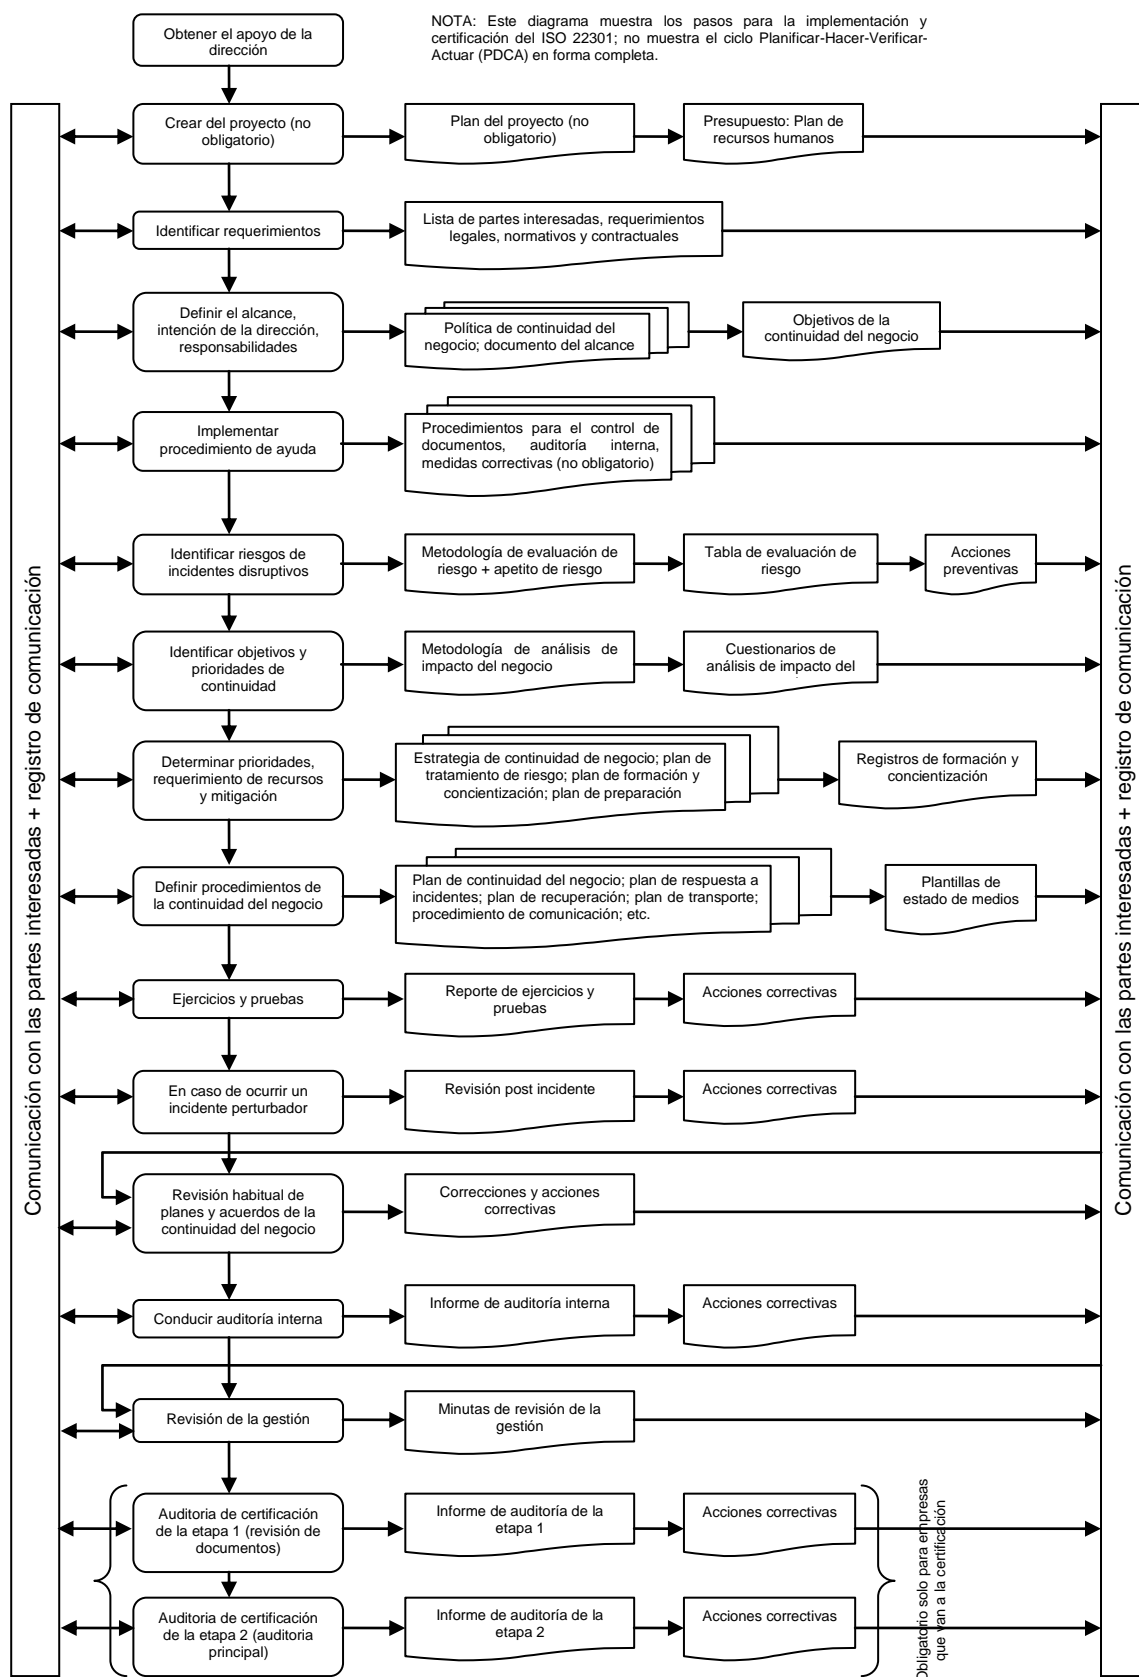 Obtener el apoyo de la
dirección
NOTA: Este diagrama muestra los pasos para la implementación y
certificación del ISO 22301; no muestra el ciclo Planificar-Hacer-Verificar-
Actuar (PDCA) en forma completa.
Comunicación con las partes interesadas + registro de comunicación
Crear del proyecto (no
obligatorio)
Plan del proyecto (no
obligatorio)
Presupuesto: Plan de
recursos humanos
Identificar requerimientos
Lista de partes interesadas, requerimientos
legales, normativos y contractuales
Definir el alcance,
intención de la dirección,
responsabilidades
Política de continuidad del
negocio; documento del alcance
Objetivos de la
continuidad del negocio
Implementar
procedimiento de ayuda
Procedimientos para el control de
documentos, auditoría interna,
medidas correctivas (no obligatorio)
Identificar riesgos de
incidentes disruptivos
Metodología de evaluación de
riesgo + apetito de riesgo
Tabla de evaluación de
riesgo
Acciones
preventivas
Identificar objetivos y
prioridades de
continuidad
Metodología de análisis de
impacto del negocio
Cuestionarios de
análisis de impacto del
Determinar prioridades,
requerimiento de recursos
y mitigación
Estrategia de continuidad de negocio; plan de
tratamiento de riesgo; plan de formación y
concientización; plan de preparación
Registros de formación y
concientización
Definir procedimientos de
la continuidad del negocio
Plan de continuidad del negocio; plan de respuesta a
incidentes; plan de recuperación; plan de transporte;
procedimiento de comunicación; etc.
Plantillas de
estado de medios
Ejercicios y pruebas
Reporte de ejercicios y
pruebas
Acciones correctivas
En caso de ocurrir un
incidente perturbador
Revisión post incidente
Acciones correctivas
Revisión habitual de
planes y acuerdos de la
continuidad del negocio
Correcciones y acciones
correctivas
Conducir auditoría interna
Informe de auditoría interna
Acciones correctivas
Revisión de la gestión
Minutas de revisión de la
gestión
Auditoria de certificación
de la etapa 1 (revisión de
documentos)
Informe de auditoría de la
etapa 1
Acciones correctivas
Auditoria de certificación
de la etapa 2 (auditoria
principal)
Informe de auditoría de la
etapa 2
Acciones correctivas
Obligatorio solo para empresas
que van a la certificación
Comunicación con las partes interesadas + registro de comunicación